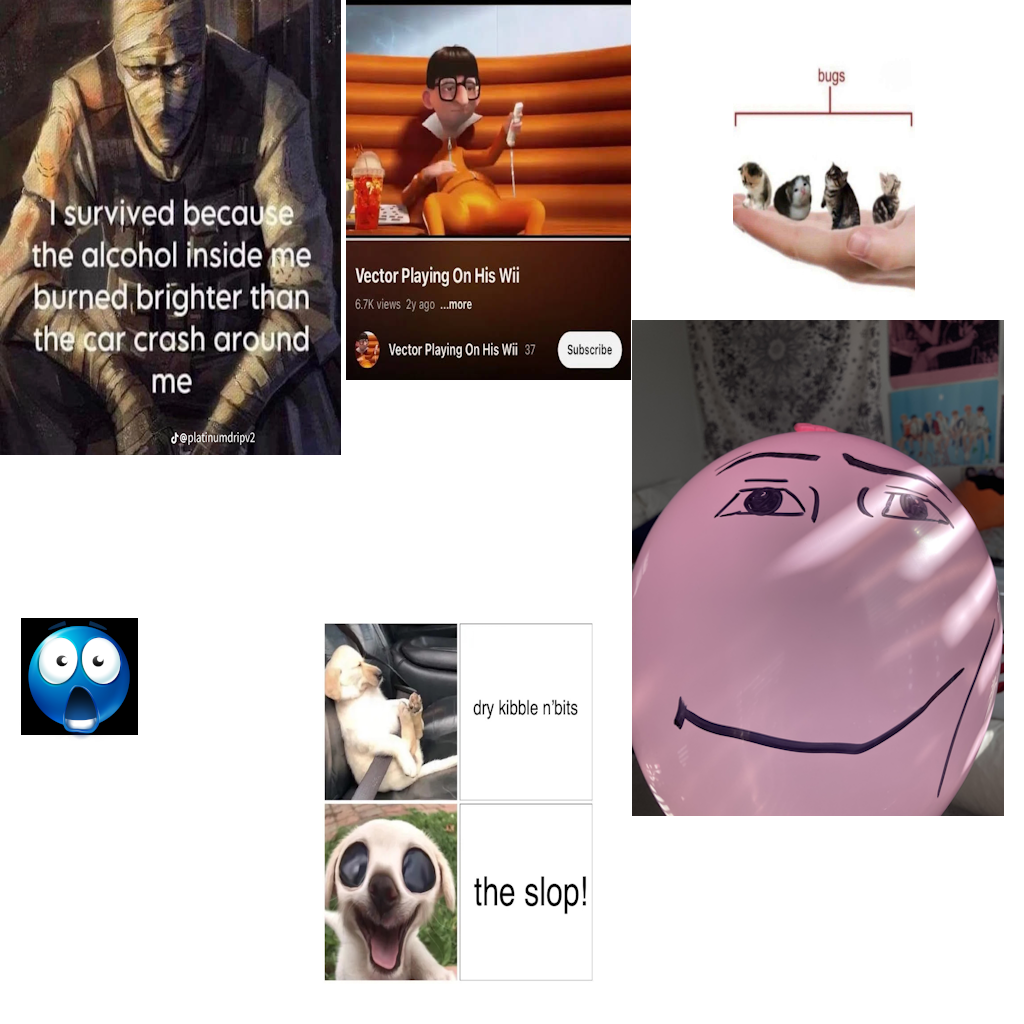 I survived because
the alcohol inside me
burned brighter than
the car crash around
me
@platinumdripv2
Vector Playing On His Wii
6.7K views 2y ago ...more
Vector Playing On His Wii 37
Subscribe
bugs
dry kibble n'bits
the slop!